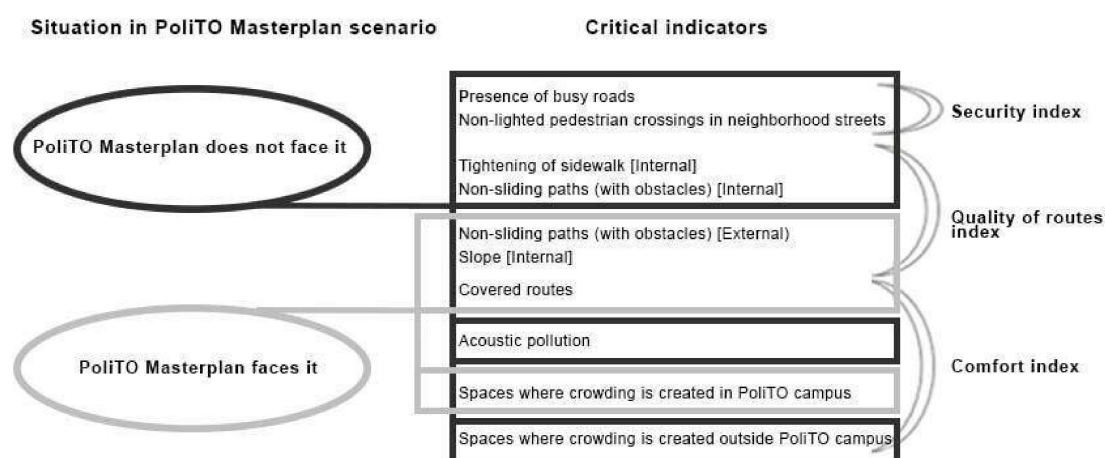 Situation in PoliTO Masterplan scenario
Critical indicators
PoliTO Masterplan does not face it
Presence of busy roads
Non-lighted pedestrian crossings in neighborhood streets
Tightening of sidewalk [Internal]
Non-sliding paths (with obstacles) [Internal]
Non-sliding paths (with obstacles) [External)
Slope [Internal]
Covered routes
Acoustic pollution
Spaces where crowding is created in PoliTO campus
Spaces where crowding is created outside PoliTO campus
PoliTO Masterplan faces it
Security index
Quality of routes
index
Comfort index